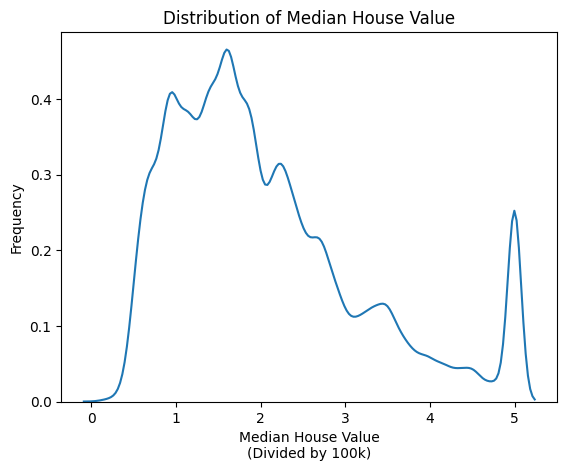 Distribution of Median House Value
Frequency
0.4
0.3
0.2
0.1
0.0
0 1 2 3 4 5
Median House Value
(Divided by 100k)